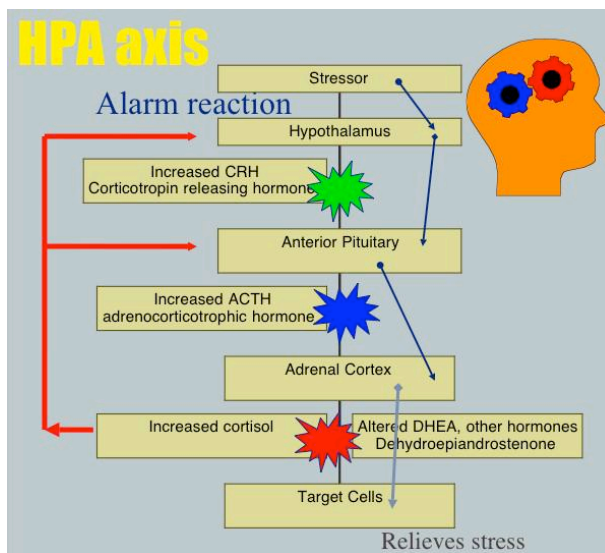 HPA axis
Stressor
Alarm reaction
Hypothalamus
Increased CRH
Corticotropin releasing hormone
Anterior Pituitary
Increased ACTH
adrenocorticotrophic hormone
Adrenal Cortex
Increased cortisol
Altered DHEA, other hormones
Dehydroepiandrostenone
Target Cells
Relieves stress